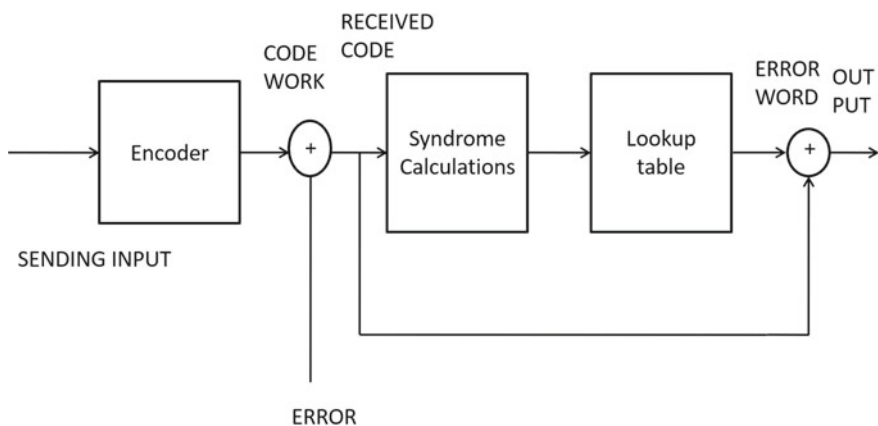 RECEIVED
CODE
CODE
WORK
ERROR
WORD
OUT
PUT
Encoder
+
Syndrome
Calculations
Lookup
table
+
SENDING INPUT
ERROR